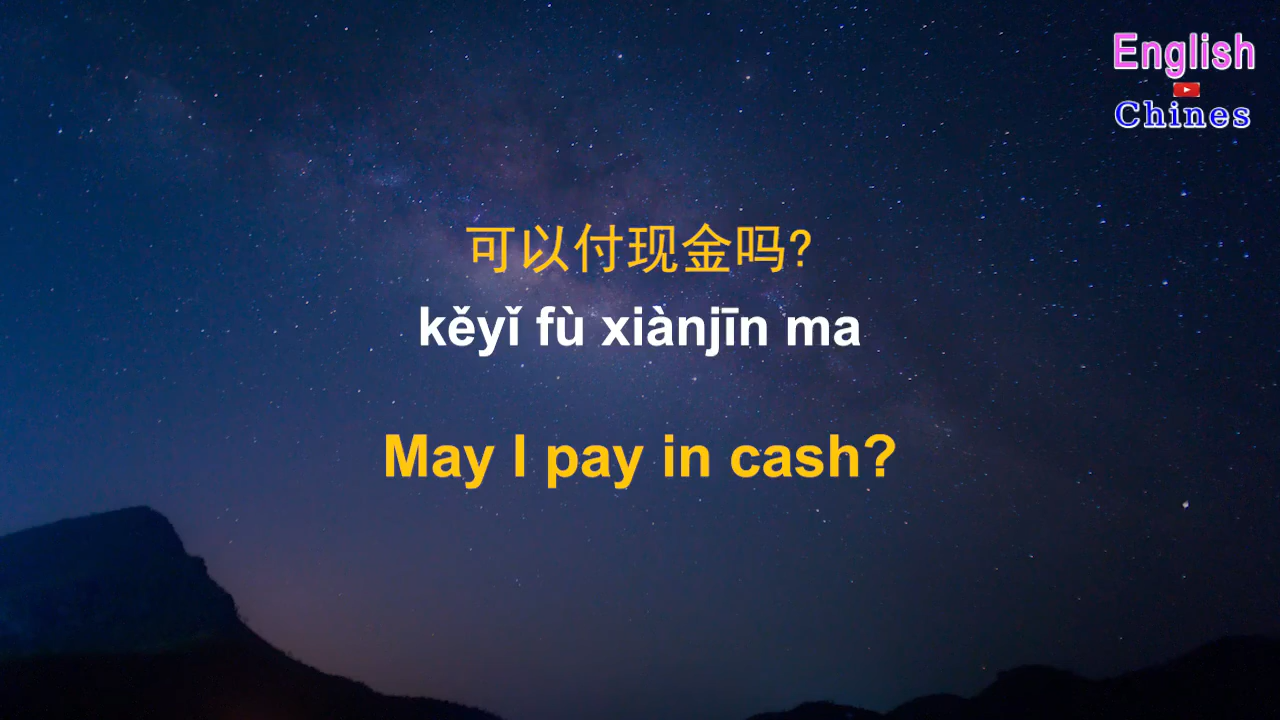 English
Chines
可以付现金吗?
kěyǐ fù xiànjīn ma
May I pay in cash?